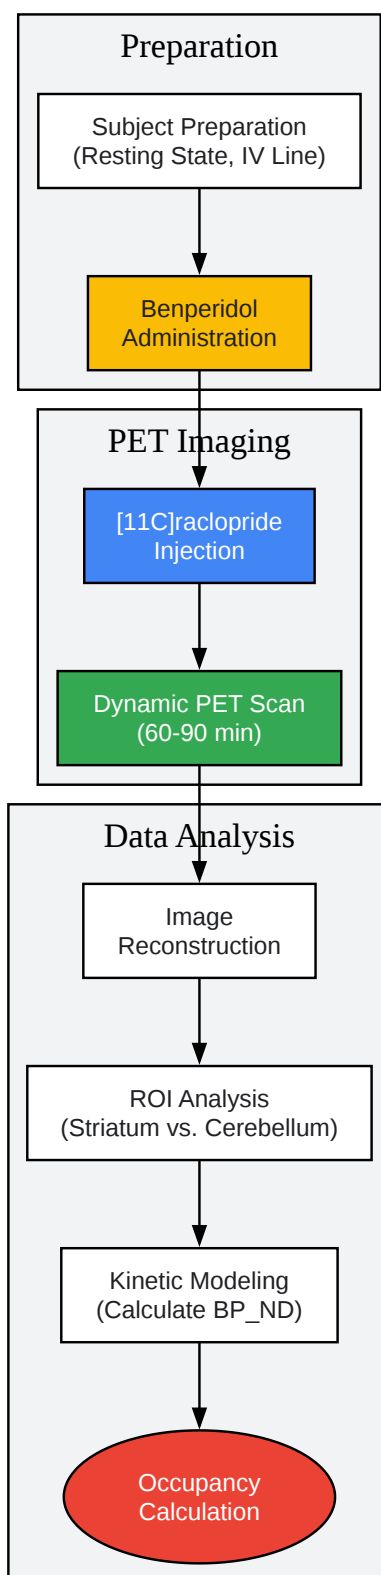 Preparation
Subject Preparation
(Resting State, IV Line)
Benperidol
Administration
PET Imaging
[11C]raclopride
Injection
Dynamic PET Scan
(60-90 min)
Data Analysis
Image
Reconstruction
ROI Analysis
(Striatum vs. Cerebellum)
Kinetic Modeling
(Calculate BP_ND)
Occupancy
Calculation